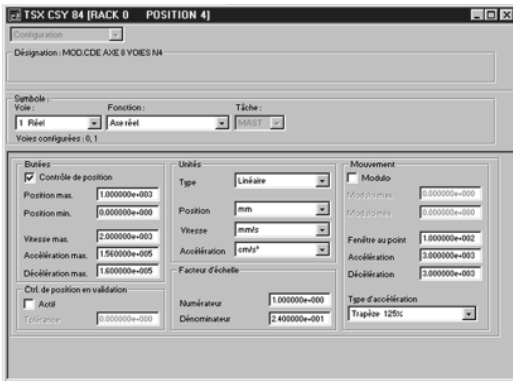 TSX CSY 84 [RACK 0 POSITION 4]
Configuration
Désignation : MOD.CDE AXE 8 VOIES N4
Symbole :
Voie : Fonction : Tâche :
1 Réel Axe réel MAST
Voies configurées : 0, 1
Butées
Contrôle de position
Position max. 1.000000e+003
Position min. 0.000000e+000
Vitesse max. 2.000000e+003
Accélération max. 1.560000e+005
Décélération max. 1.600000e+005
Ctrl. de position en validation
Actif
Tolérance 0.000000e+000
Unités
Type Linéaire
Position mm
Vitesse mm/s
Accélération cm/s²
Facteur d'échelle
Numérateur 1.000000e+000
Dénominateur 2.400000e+001
Mouvement
Modulo
Modulo max. 0.000000e+000
Modulo min. 0.000000e+000
Fenêtre au point 1.000000e+002
Accélération 3.000000e+003
Décélération 3.000000e+003
Type d'accélération
Trapèze 125%